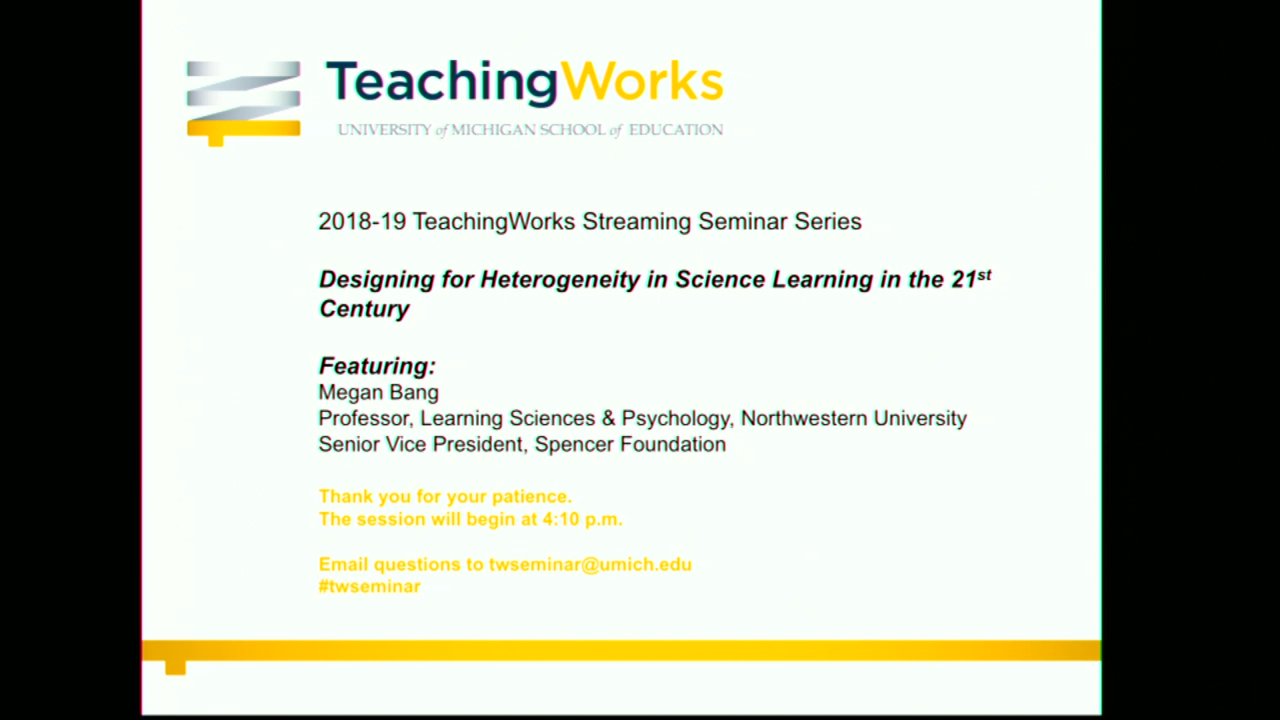 TeachingWorks
UNIVERSITY of MICHIGAN SCHOOL of EDUCATION
2018-19 TeachingWorks Streaming Seminar Series
Designing for Heterogeneity in Science Learning in the 21st
Century
Featuring:
Megan Bang
Professor, Learning Sciences & Psychology, Northwestern University
Senior Vice President, Spencer Foundation
Thank you for your patience.
The session will begin at 4:10 p.m.
Email questions to twseminar@umich.edu
#twseminar